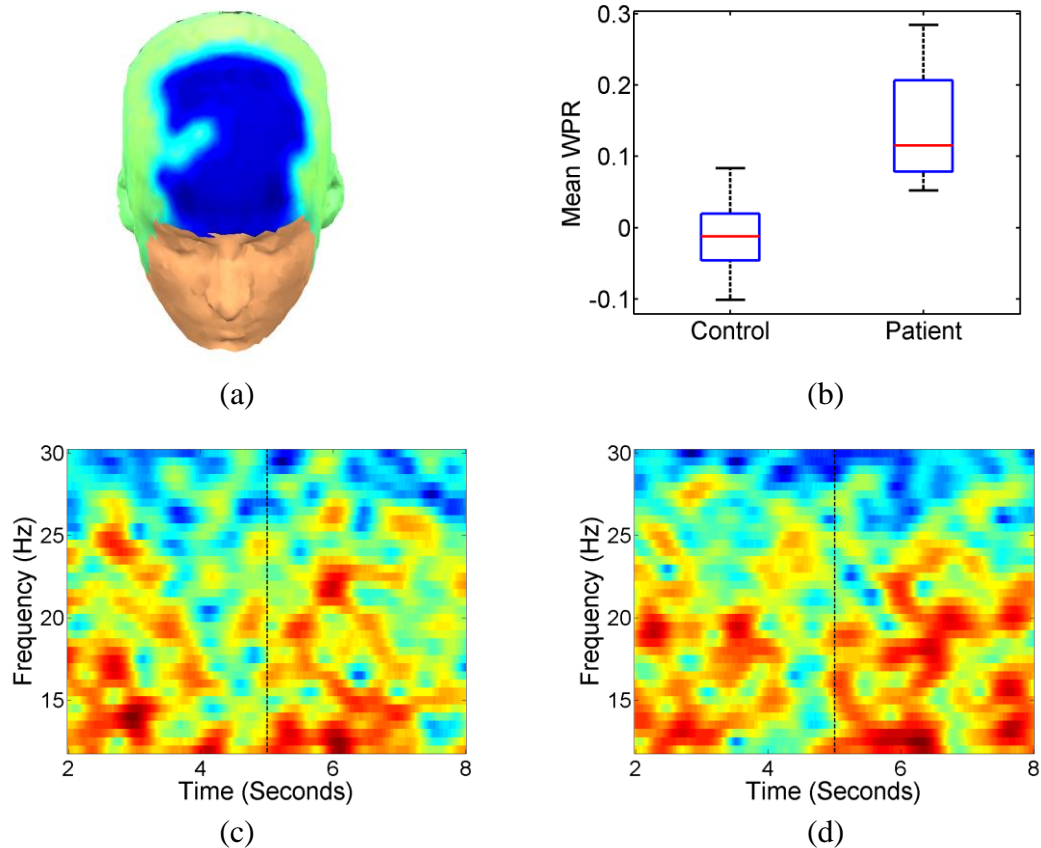 Mean WPR
0.3
0.2
0.1
0
-0.1
Control Patient
(a)
(b)
Frequency (Hz)
30
25
20
15
2 4 6 8
Time (Seconds)
(c)
Frequency (Hz)
30
25
20
15
2 4 6 8
Time (Seconds)
(d)